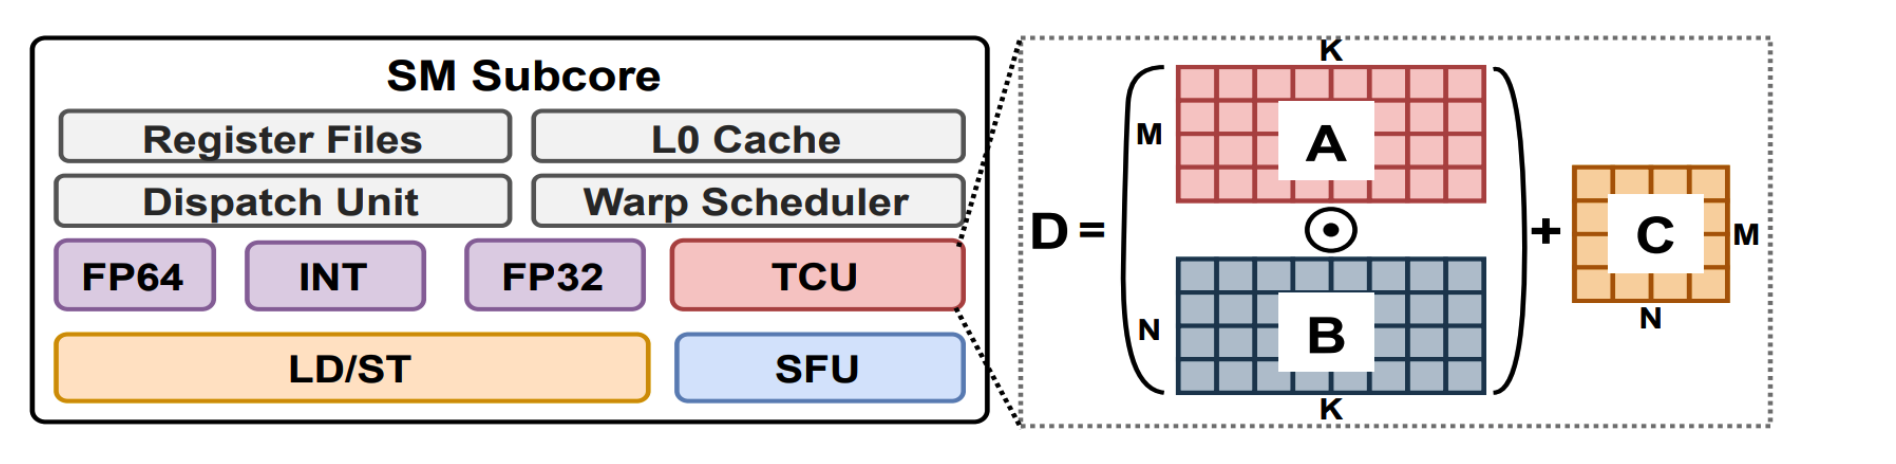 SM Subcore
Register Files
L0 Cache
Dispatch Unit
Warp Scheduler
FP64
INT
FP32
TCU
LD/ST
SFU
K
M
A
D =
B
N
K
+
C
M
N